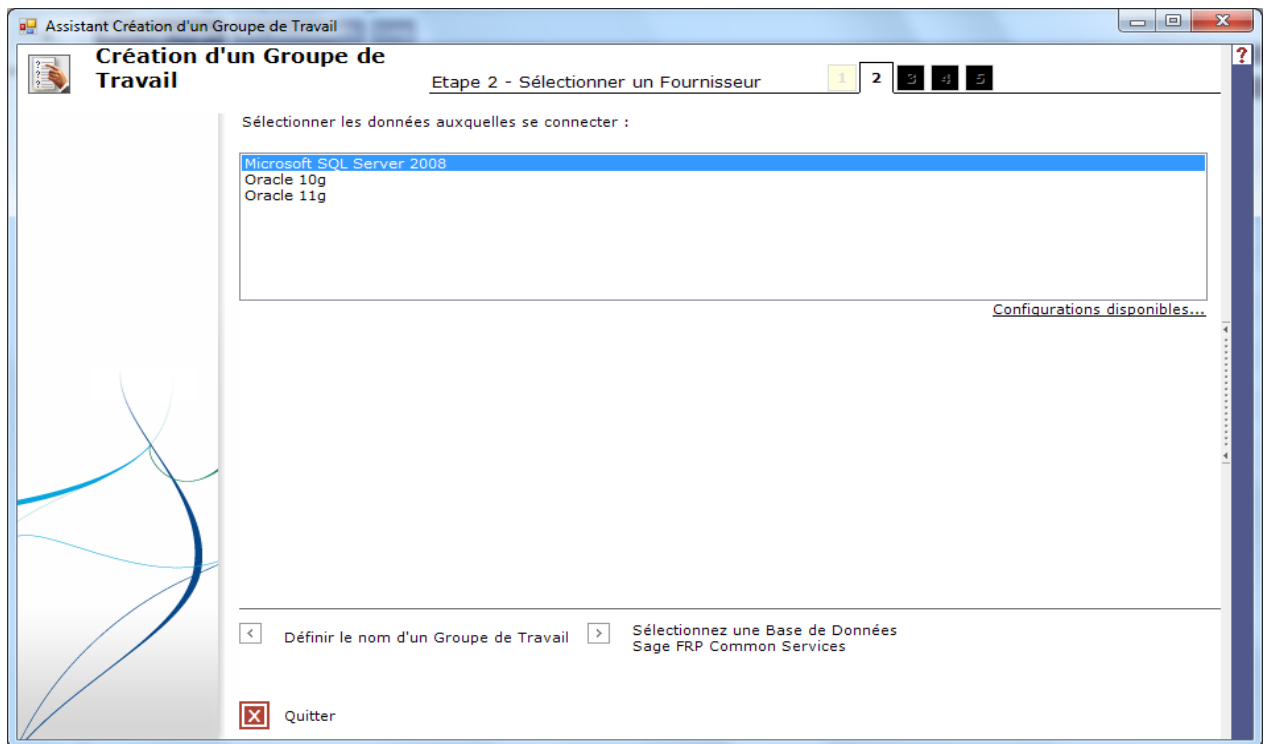 Assistant Création d'un Groupe de Travail
Création d'un Groupe de
Travail
Etape 2 - Sélectionner un Fournisseur
1 2 3 4 5
?
Sélectionner les données auxquelles se connecter :
Microsoft SQL Server 2008
Oracle 10g
Oracle 11g
Configurations disponibles...
< Définir le nom d'un Groupe de Travail > Sélectionnez une Base de Données
Sage FRP Common Services
Quitter